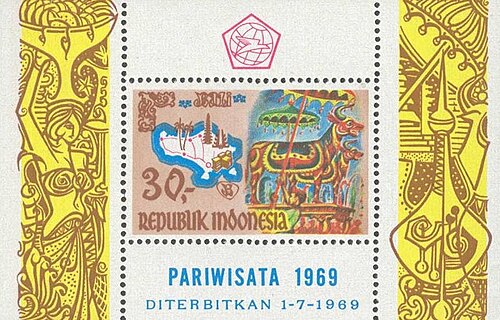 Bali
30,-
REPUBLIK INDONESIA
PARIWISATA 1969
DITERBITKAN 1-7-1969